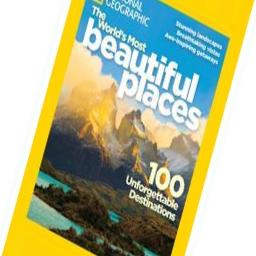 NATIONAL
GEOGRAPHIC
Stunning landscapes
Breathtaking vistas
Awe-inspiring getaways
The
World's Most
beautiful
places
100
Unforgettable
Destinations